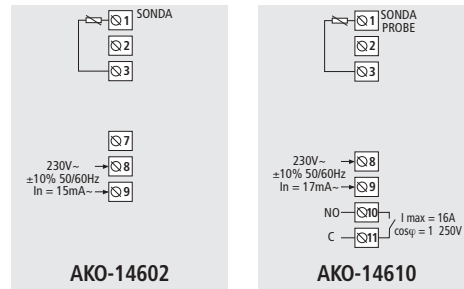 1 SONDA
2
3
7
230V~ 8
±10% 50/60Hz
In = 15mA~ 9
AKO-14602
1 SONDA
PROBE
2
3
230V~ 8
±10% 50/60Hz
In = 17mA~ 9
NO 10
I max = 16A
cosφ = 1 250V
C 11
AKO-14610